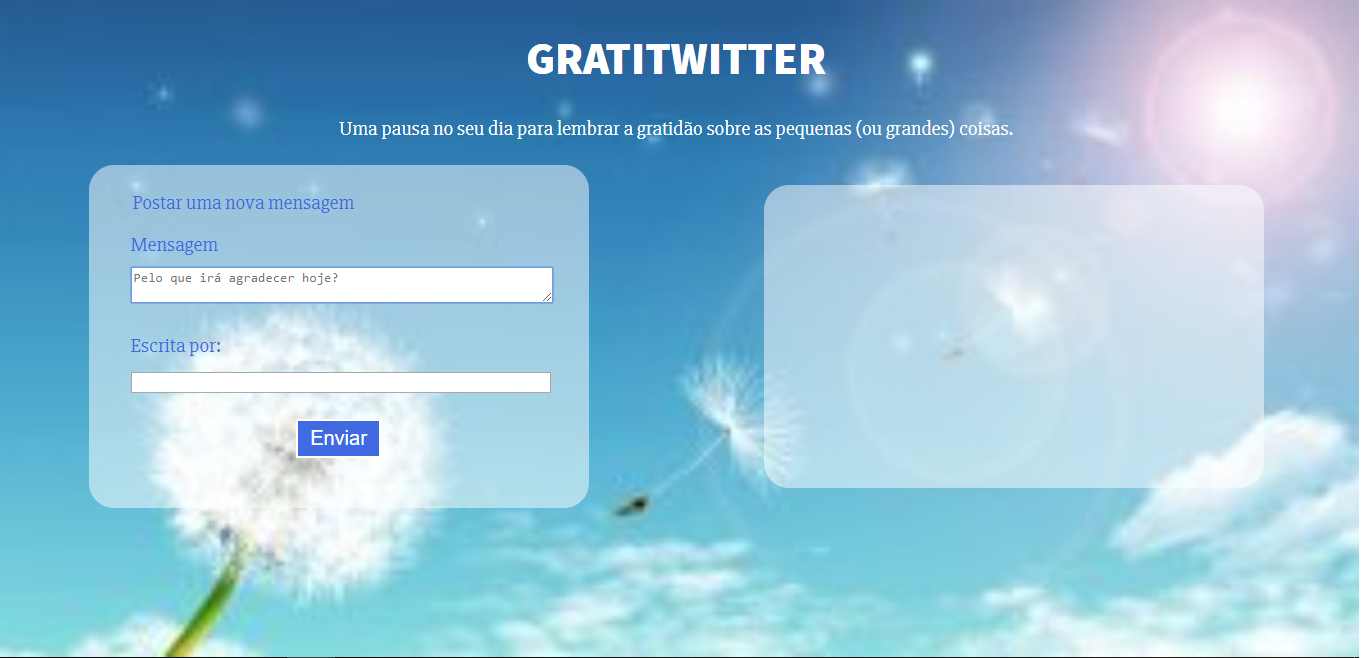 GRATITWITTER
Uma pausa no seu dia para lembrar a gratidão sobre as pequenas (ou grandes) coisas.
Postar uma nova mensagem
Mensagem
Pelo que irá agradecer hoje?
Escrita por:
Enviar